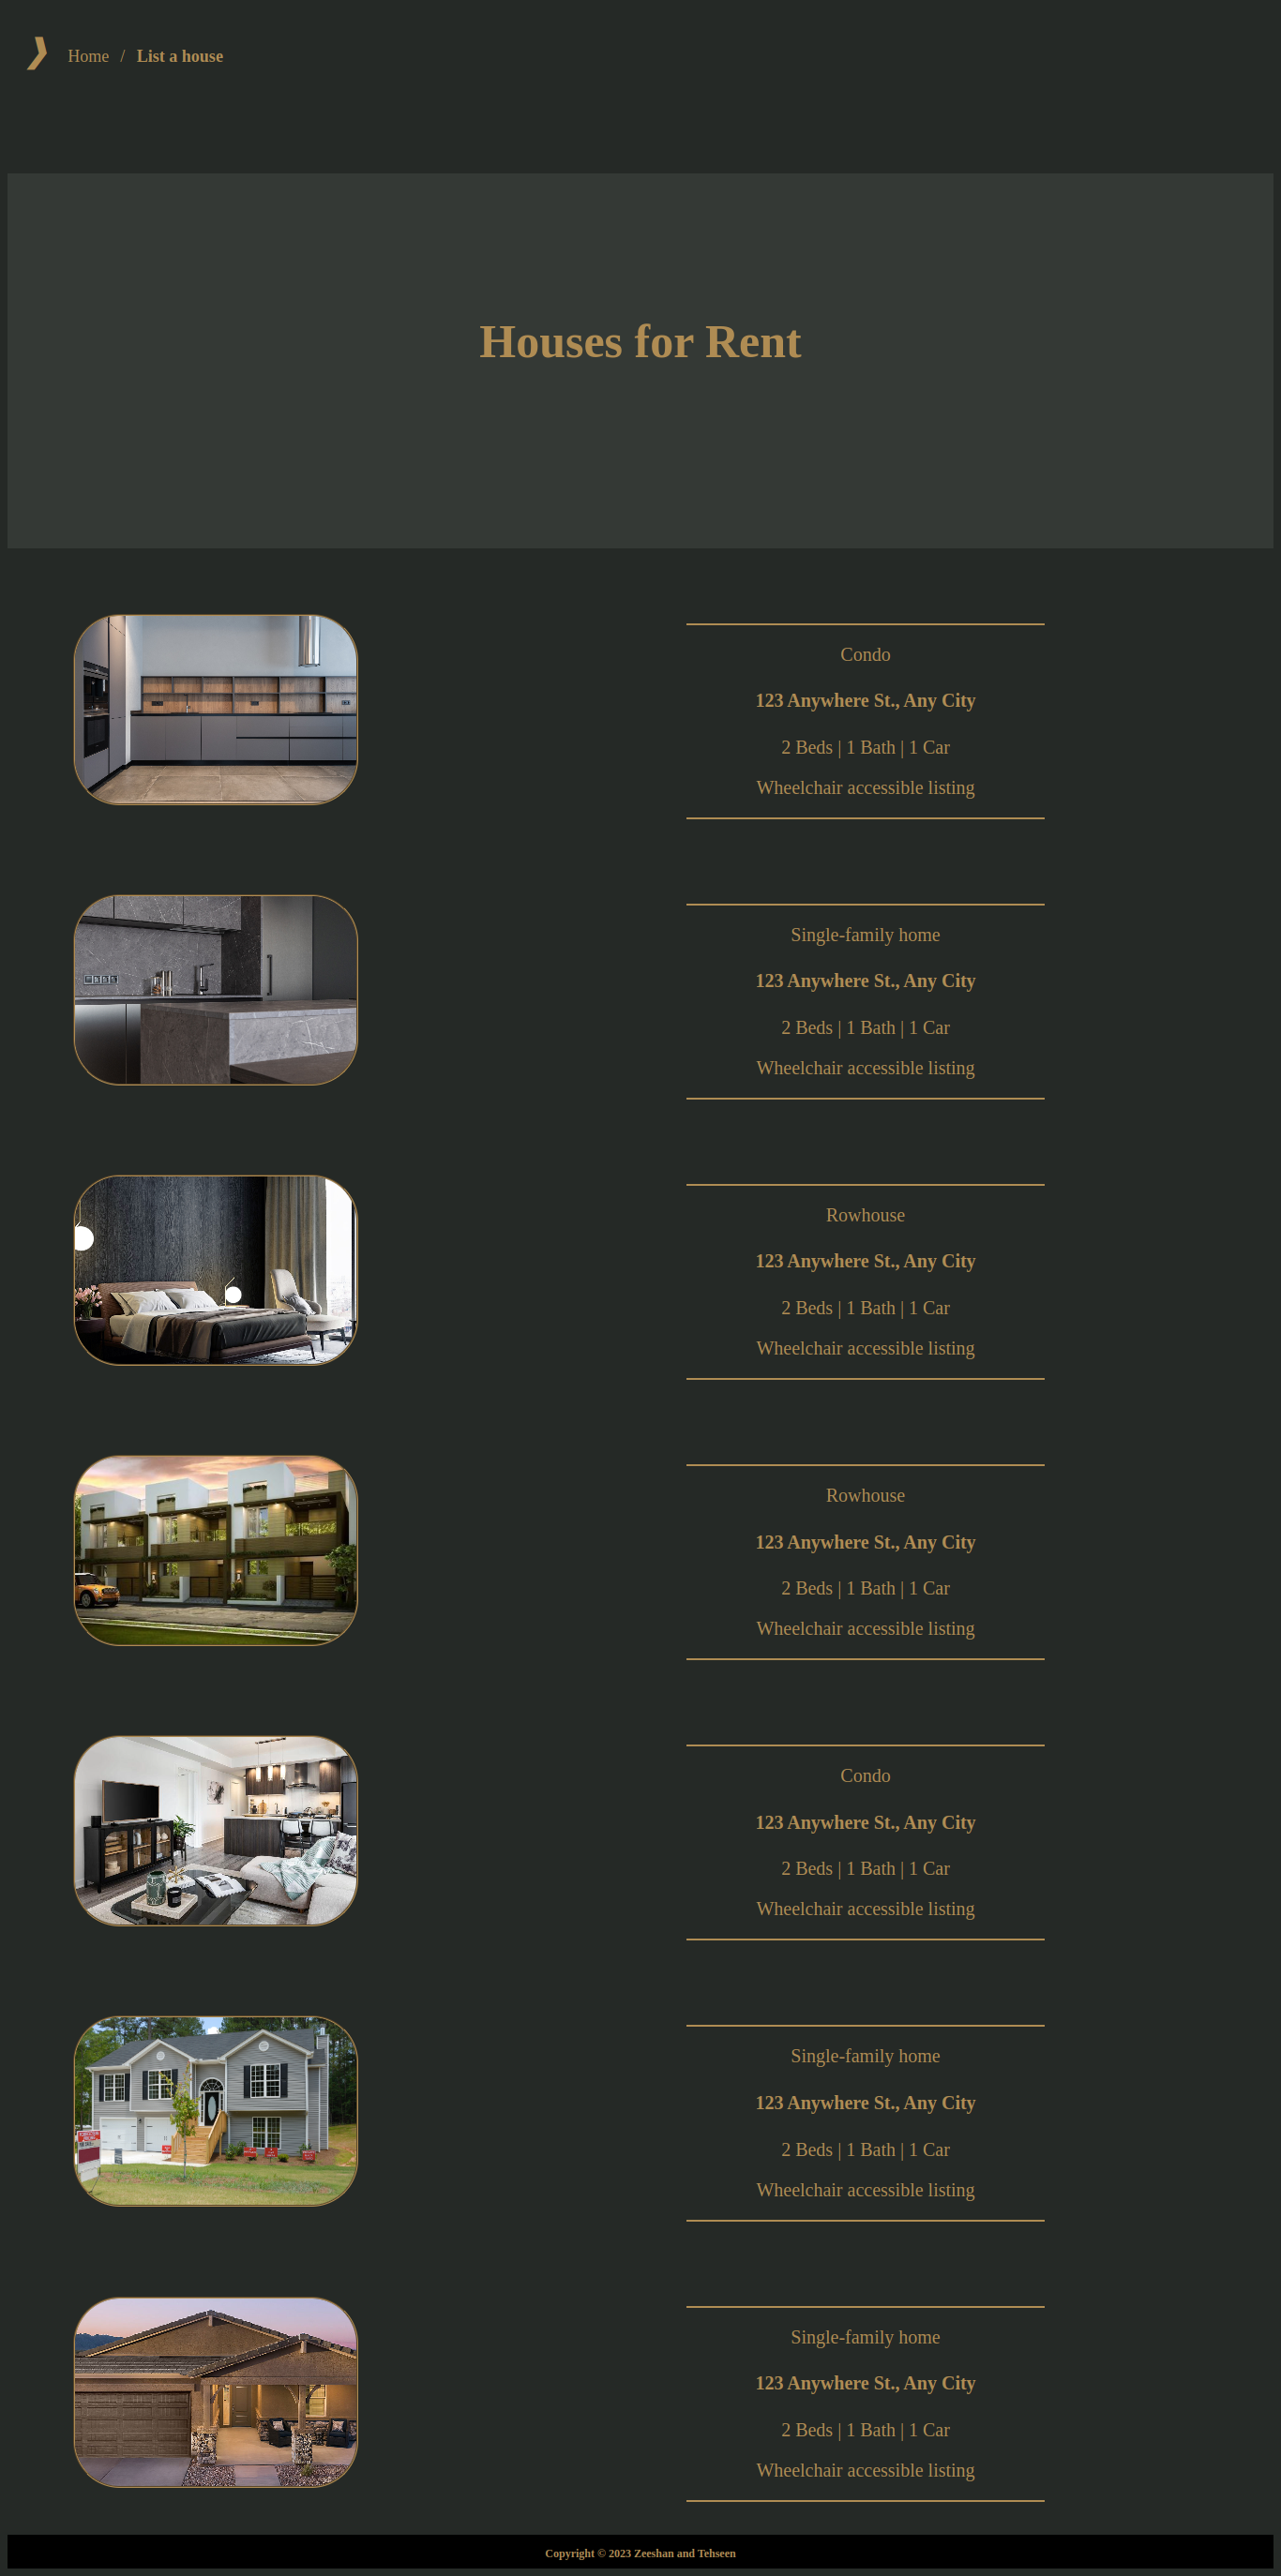 Home / List a house
Houses for Rent
Condo
123 Anywhere St., Any City
2 Beds | 1 Bath | 1 Car
Wheelchair accessible listing
Single-family home
123 Anywhere St., Any City
2 Beds | 1 Bath | 1 Car
Wheelchair accessible listing
Rowhouse
123 Anywhere St., Any City
2 Beds | 1 Bath | 1 Car
Wheelchair accessible listing
Rowhouse
123 Anywhere St., Any City
2 Beds | 1 Bath | 1 Car
Wheelchair accessible listing
Condo
123 Anywhere St., Any City
2 Beds | 1 Bath | 1 Car
Wheelchair accessible listing
Single-family home
123 Anywhere St., Any City
2 Beds | 1 Bath | 1 Car
Wheelchair accessible listing
Single-family home
123 Anywhere St., Any City
2 Beds | 1 Bath | 1 Car
Wheelchair accessible listing
Copyright © 2023 Zeeshan and Tehseen